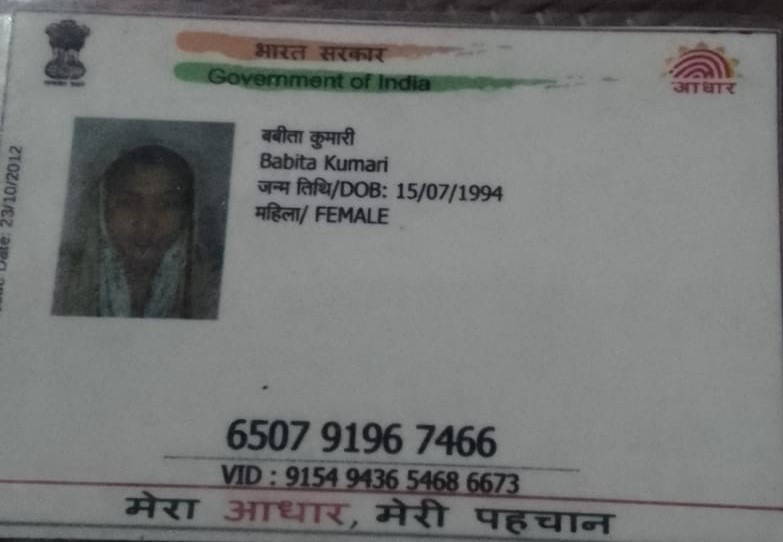 भारत सरकार
Government of India
आधार
Date: 23/10/2012
बबीता कुमारी
Babita Kumari
जन्म तिथि/DOB: 15/07/1994
महिला/ FEMALE
6507 9196 7466
VID : 9154 9436 5468 6673
मेरा आधार, मेरी पहचान